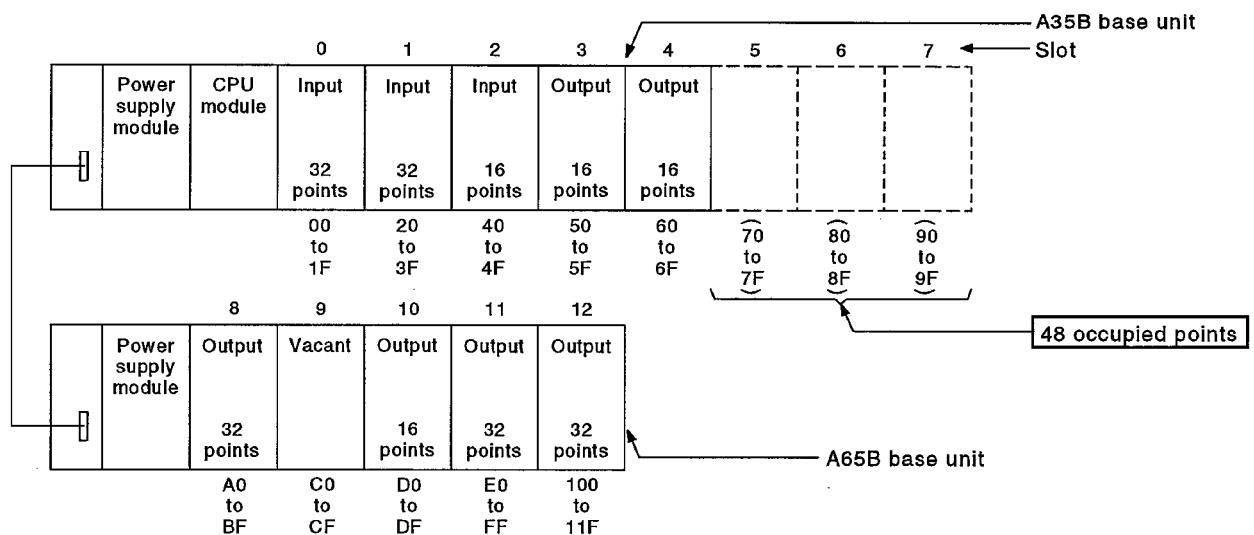 A35B base unit
0 1 2 3 4 5 6 7 Slot
Power supply module
CPU module
Input 32 points
Input 32 points
Input 16 points
Output 16 points
Output 16 points
00 to 1F
20 to 3F
40 to 4F
50 to 5F
60 to 6F
(70 to 7F)
(80 to 8F)
(90 to 9F)
48 occupied points
8 9 10 11 12
Power supply module
Output 32 points
Vacant
Output 16 points
Output 32 points
Output 32 points
A65B base unit
A0 to BF
C0 to CF
D0 to DF
E0 to FF
100 to 11F